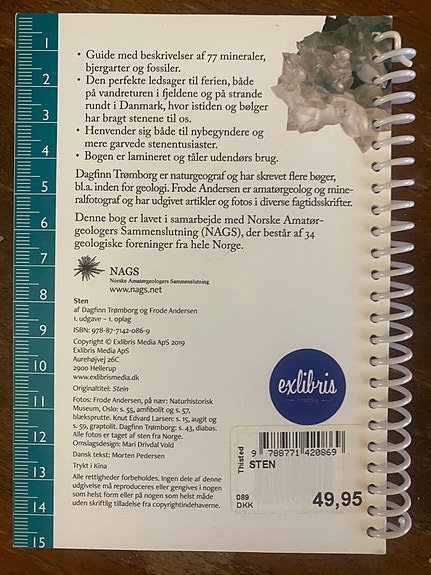 1
2
3
4
5
6
7
8
9
10
11
12
13
14
15
• Guide med beskrivelser af 77 mineraler,
bjergarter og fossiler.
• Den perfekte ledsager til ferien, både
på vandreturen i fjeldene og på strande
rundt i Danmark, hvor istiden og bølger
har bragt stenene til os.
• Henvender sig både til nybegyndere og
mere garvede stenentusiaster.
• Bogen er lamineret og tåler udendørs brug.
Dagfinn Trømborg er naturgeograf og har skrevet flere bøger,
bl.a. inden for geologi. Frode Andersen er amatørgeolog og mine-
ralfotograf og har udgivet artikler og fotos i diverse fagtidsskrifter.
Denne bog er lavet i samarbejde med Norske Amatør-
geologers Sammenslutning (NAGS), der består af 34
geologiske foreninger fra hele Norge.
NAGS
Norske Amatørgeologers Sammenslutning
www.nags.net
Sten
af Dagfinn Trømborg og Frode Andersen
1. udgave – 1. oplag
ISBN: 978-87-7142-086-9
Copyright © Exlibris Media ApS 2019
Exlibris Media ApS
Aurehøjvej 26C
2900 Hellerup
www.exlibrismedia.dk
Originaltitel: Stein
Fotos: Frode Andersen, på nær: Naturhistorisk
Museum, Oslo: s. 55, amfibolit og s. 57,
blæksprutte. Knut Edvard Larsen: s. 15, augit og
s. 59, graptolit. Dagfinn Trømborg: s. 43, diabas.
Alle fotos er taget af sten fra Norge.
Omslagsdesign: Mari Drivdal Vold
Dansk tekst: Morten Pedersen
Trykt i Kina
Alle rettigheder forbeholdes. Ingen dele af denne
udgivelse må reproduceres eller gengives i nogen
som helst form eller på nogen som helst måde
uden skriftlig tilladelse fra copyrightindehaverne.
exlibris
media
Thisted
9 788771 420869
STEN
089
DKK
49,95